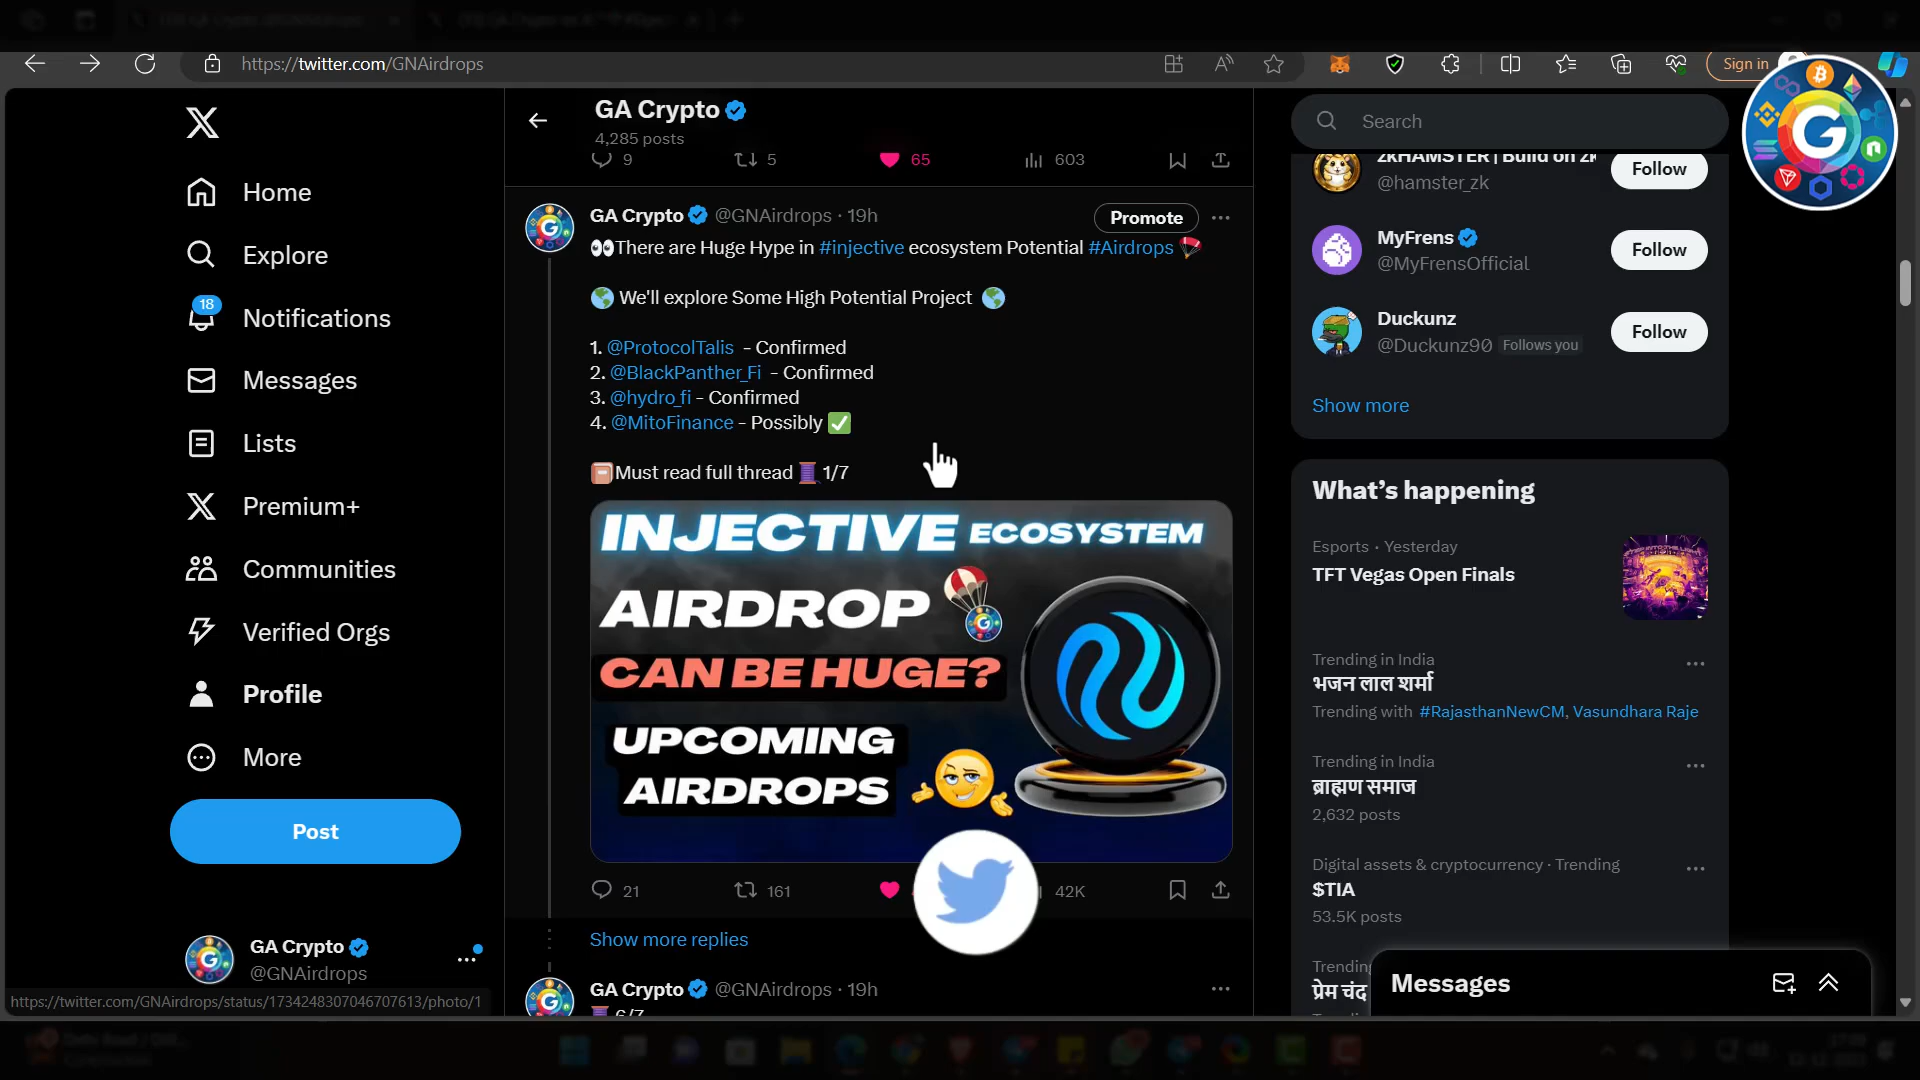 https://twitter.com/GNAirdrops
Sign in
Home
Explore
18
Notifications
Messages
Lists
Premium+
Communities
Verified Orgs
Profile
More
Post
GA Crypto
@GNAirdrops
https://twitter.com/GNAirdrops/status/1734248307046707613/photo/1
GA Crypto
4,285 posts
9 5 65 603
GA Crypto @GNAirdrops · 19h
Promote
There are Huge Hype in #injective ecosystem Potential #Airdrops
We'll explore Some High Potential Project
1. @ProtocolTalis - Confirmed
2. @BlackPanther_Fi - Confirmed
3. @hydro_fi - Confirmed
4. @MitoFinance - Possibly
Must read full thread 1/7
INJECTIVE ECOSYSTEM
AIRDROP
CAN BE HUGE?
UPCOMING
AIRDROPS
21 161 42K
Show more replies
GA Crypto @GNAirdrops · 19h
6/7
Search
zkHAMSTER | Build on zk
@hamster_zk
Follow
MyFrens
@MyFrensOfficial
Follow
Duckunz
@Duckunz90 Follows you
Follow
Show more
What's happening
Esports · Yesterday
TFT Vegas Open Finals
Trending in India
भजन लाल शर्मा
Trending with #RajasthanNewCM, Vasundhara Raje
Trending in India
ब्राह्मण समाज
2,632 posts
Digital assets & cryptocurrency · Trending
$TIA
53.5K posts
प्रेम चंद
Messages